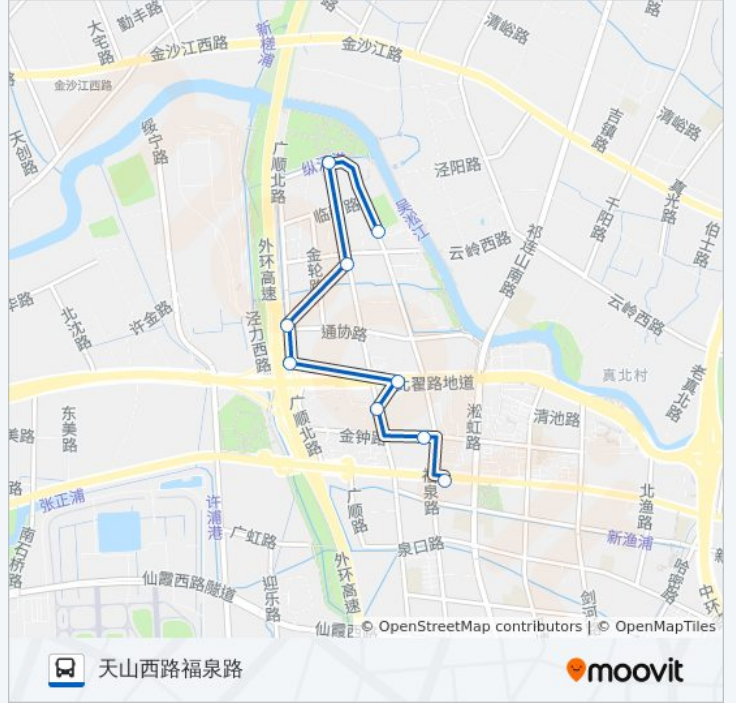 清峪路
路
勤丰路
大宅路
新槎浦
金沙江西路
金沙江路
金沙江西路
吉镇路
清峪路
绥宁路
天创路
广顺北路
泾阳路
真光路
千阳路
吴淞江
伯士路
祁连山南路
云岭西路
外环高速
金轮路
云岭西路
华路
北沈路
许金路
泾力西路
通协路
真北村
老真北路
北翟路地道
东美路
广顺北路
淞虹路
清池路
美路
金钟路
路
福泉路
张正浦
许浦港
广顺路
北渔路
南石桥路
广虹路
泉口路
新渔浦
哈密路
新
迎乐路
外环高速
仙霞西路隧道
剑河
中环
仙霞西
© OpenStreetMap contributors | © OpenMapTiles
天山西路福泉路
moovit